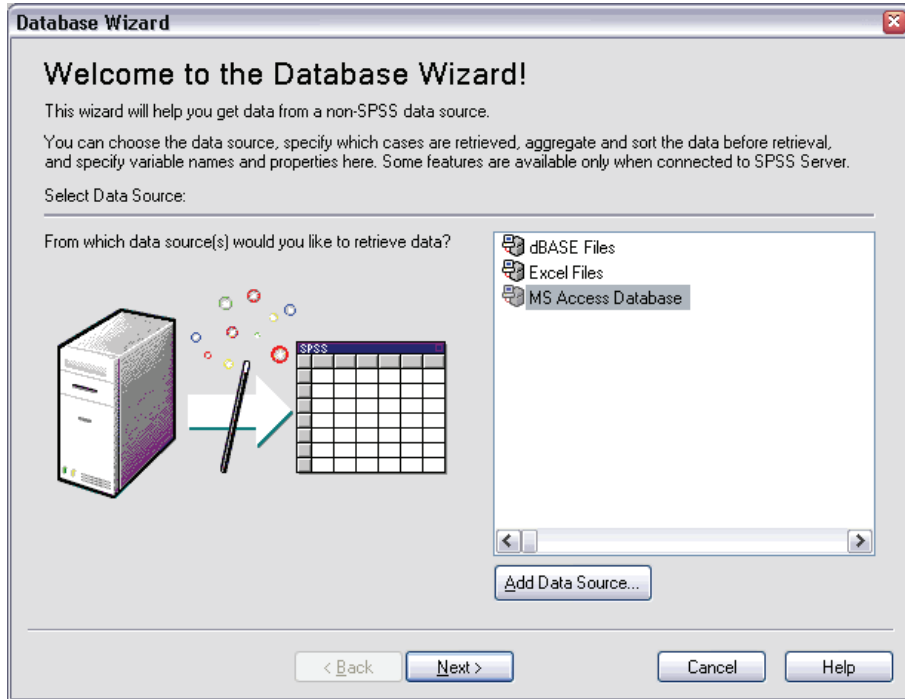 Database Wizard
Welcome to the Database Wizard!
This wizard will help you get data from a non-SPSS data source.
You can choose the data source, specify which cases are retrieved, aggregate and sort the data before retrieval,
and specify variable names and properties here. Some features are available only when connected to SPSS Server.
Select Data Source:
From which data source(s) would you like to retrieve data?
SPSS
dBASE Files
Excel Files
MS Access Database
Add Data Source...
< Back
Next >
Cancel
Help